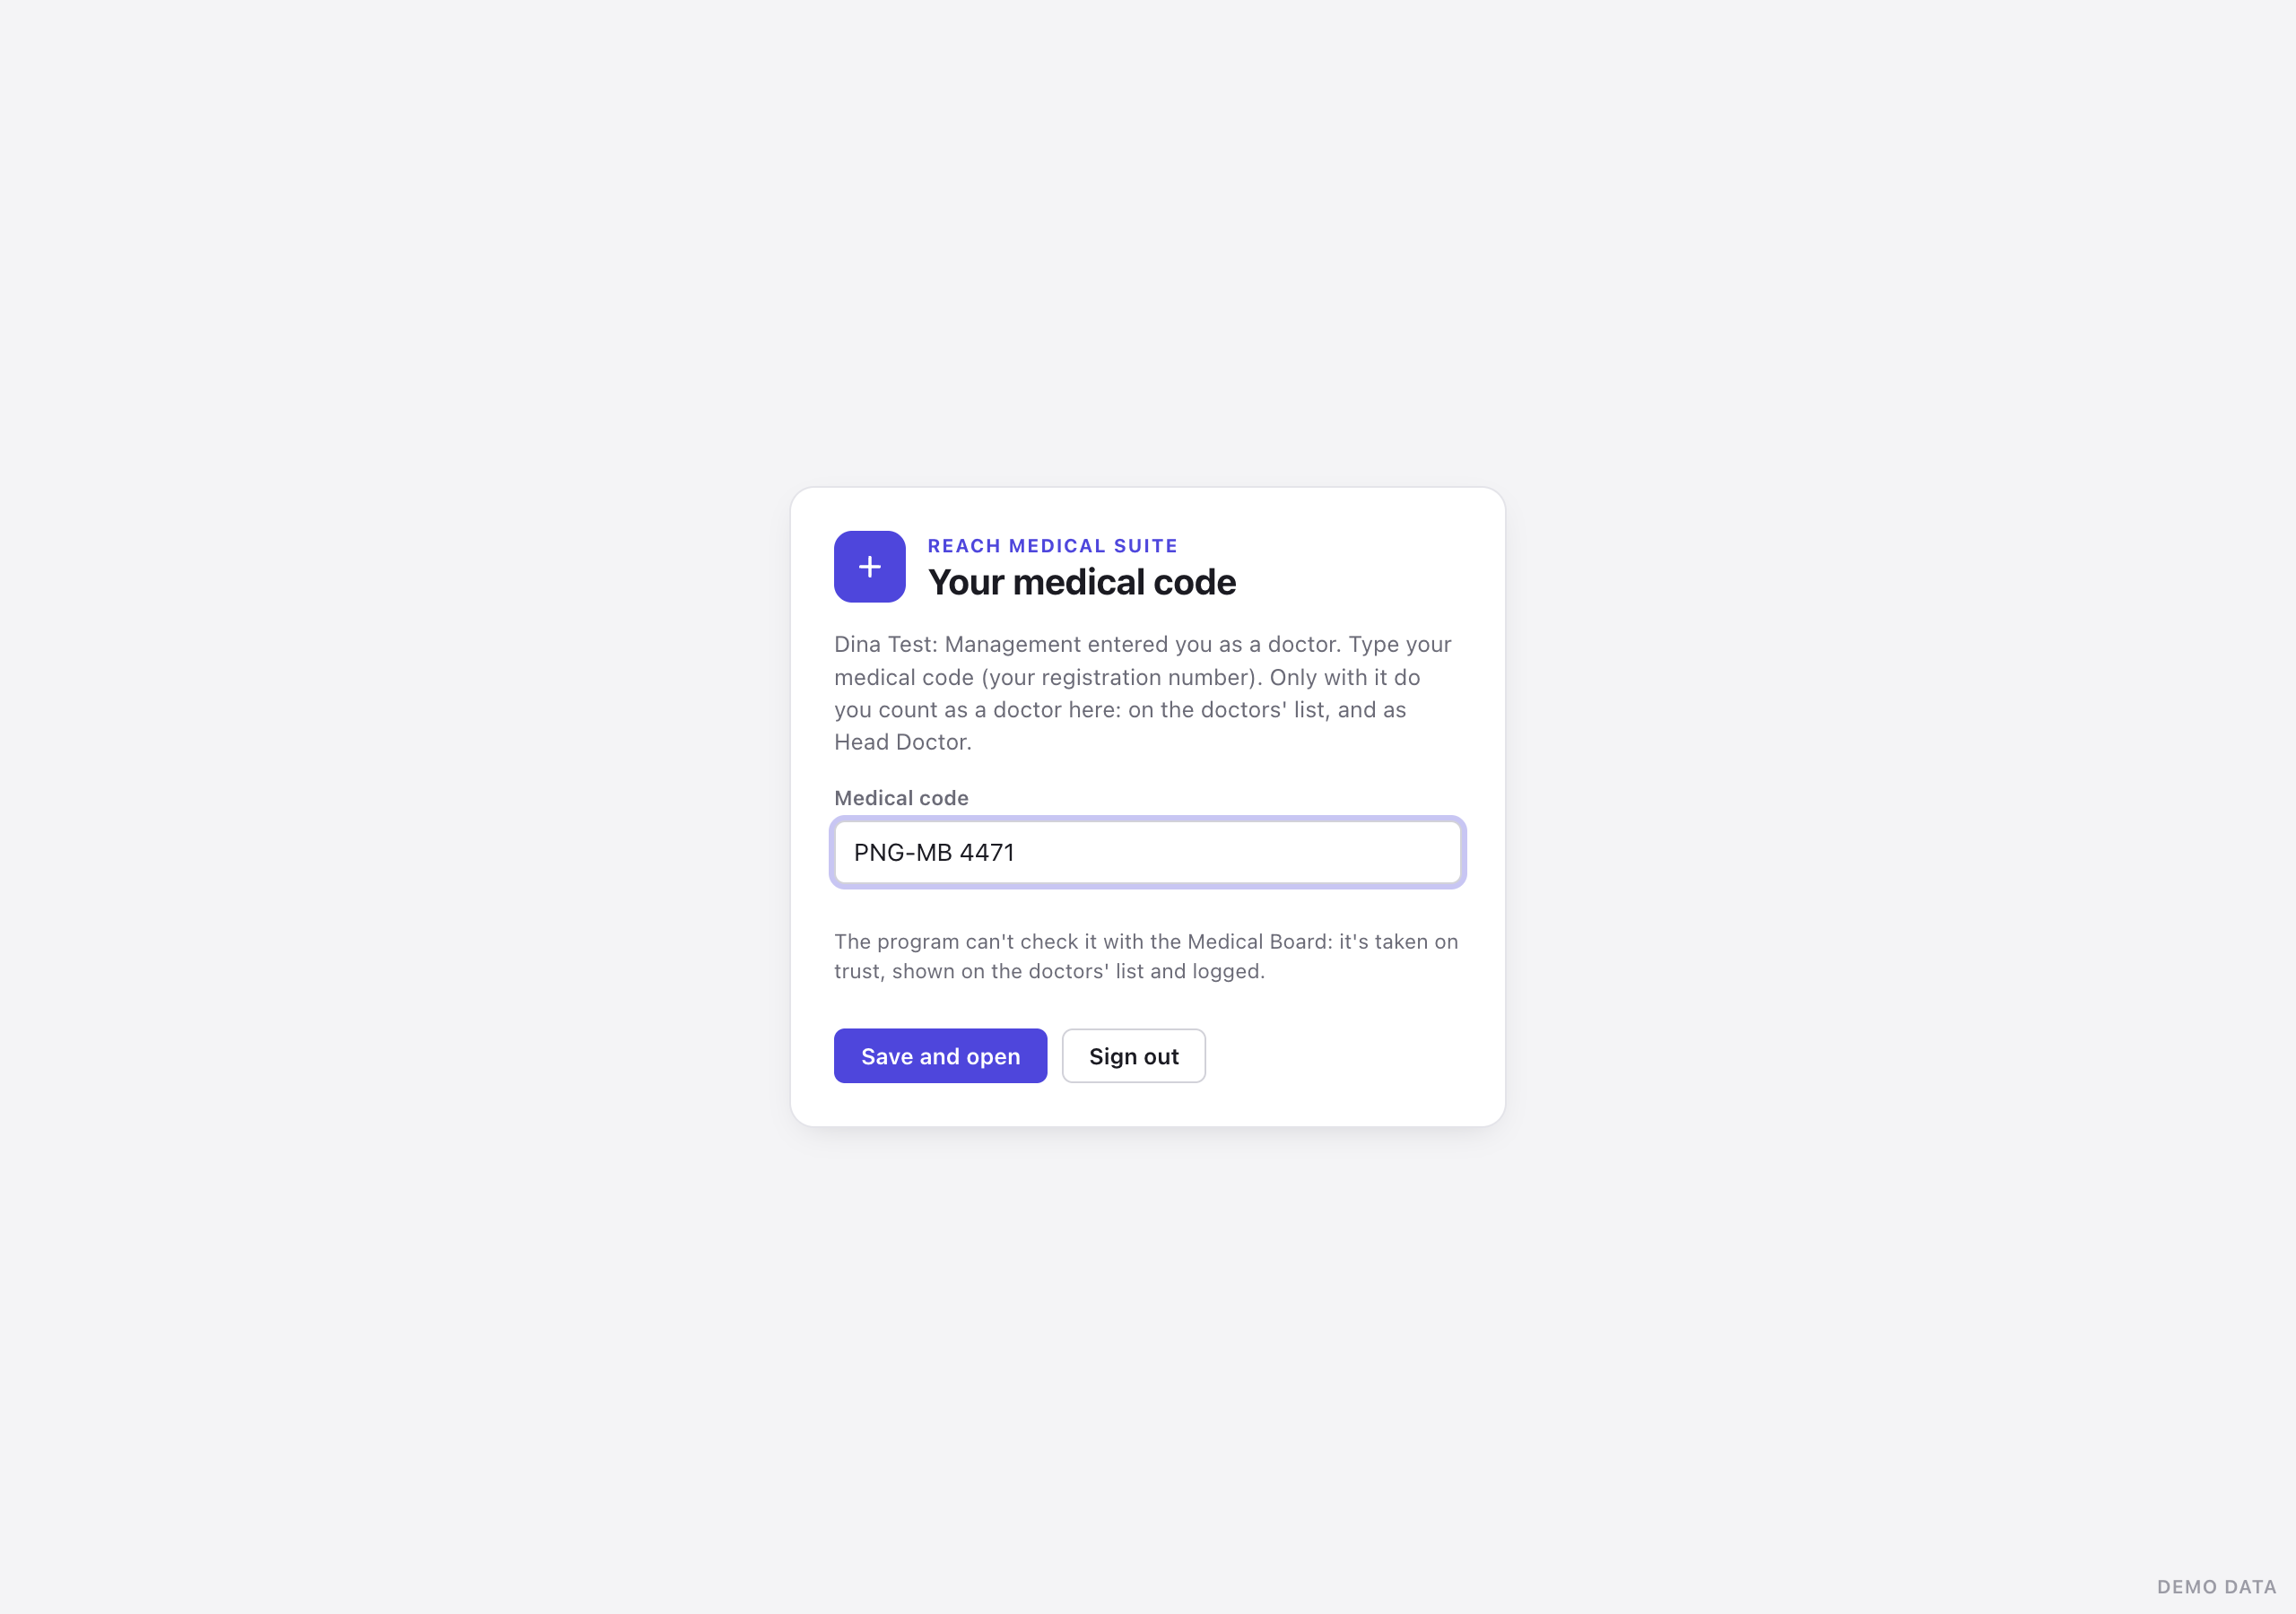 REACH MEDICAL SUITE
Your medical code
Dina Test: Management entered you as a doctor. Type your
medical code (your registration number). Only with it do
you count as a doctor here: on the doctors' list, and as
Head Doctor.
Medical code
PNG-MB 4471
The program can't check it with the Medical Board: it's taken on
trust, shown on the doctors' list and logged.
Save and open
Sign out
DEMO DATA